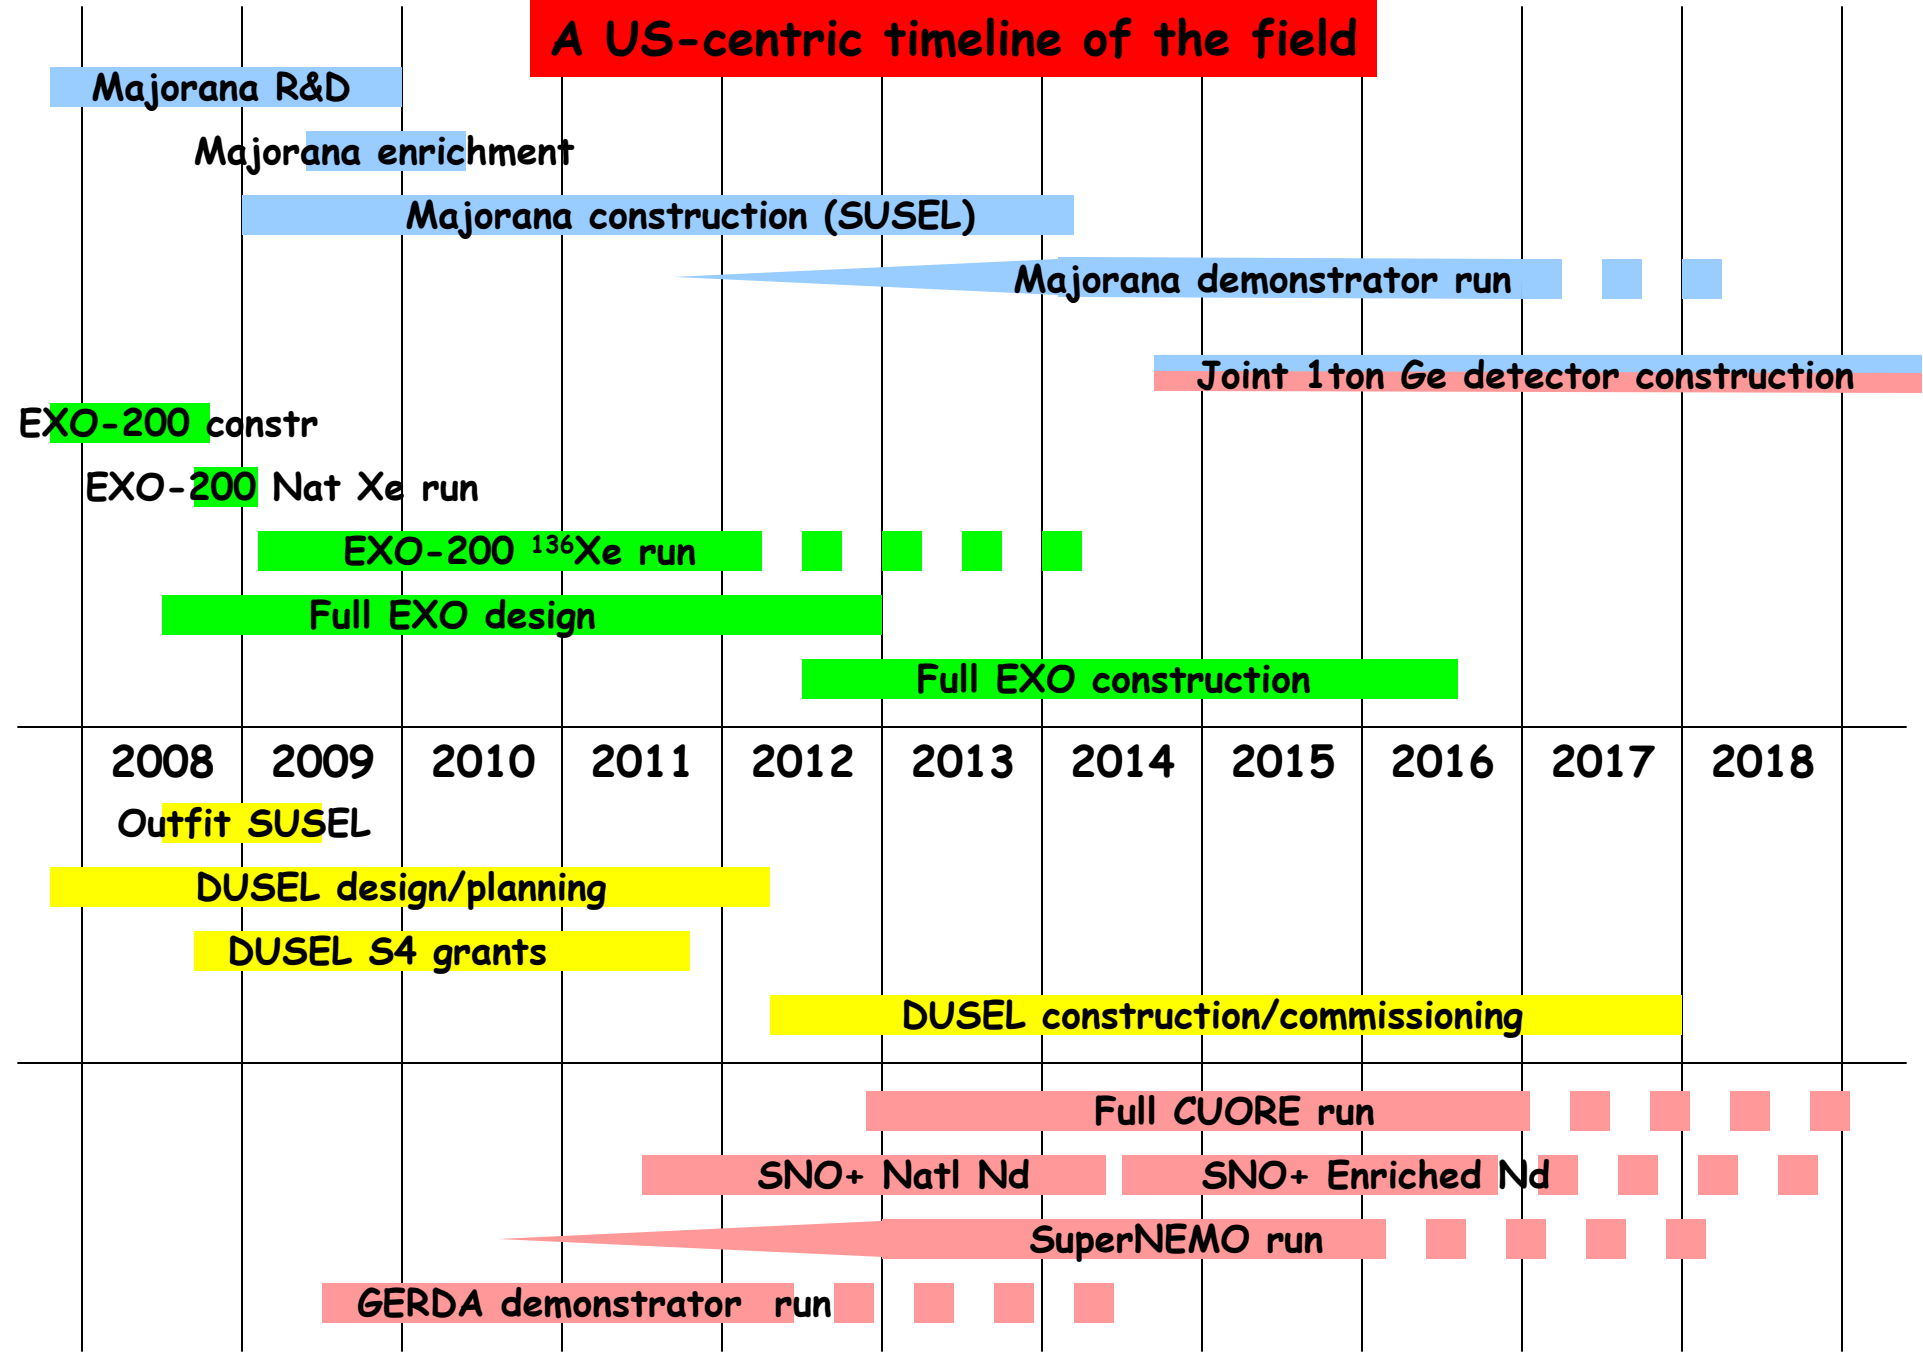 A US-centric timeline of the field
Majorana R&D
Majorana enrichment
Majorana construction (SUSEL)
Majorana demonstrator run
Joint 1ton Ge detector construction
EXO-200 constr
EXO-200 Nat Xe run
EXO-200 ¹³⁶Xe run
Full EXO design
Full EXO construction
2008 2009 2010 2011 2012 2013 2014 2015 2016 2017 2018
Outfit SUSEL
DUSEL design/planning
DUSEL S4 grants
DUSEL construction/commissioning
Full CUORE run
SNO+ Natl Nd SNO+ Enriched Nd
SuperNEMO run
GERDA demonstrator run